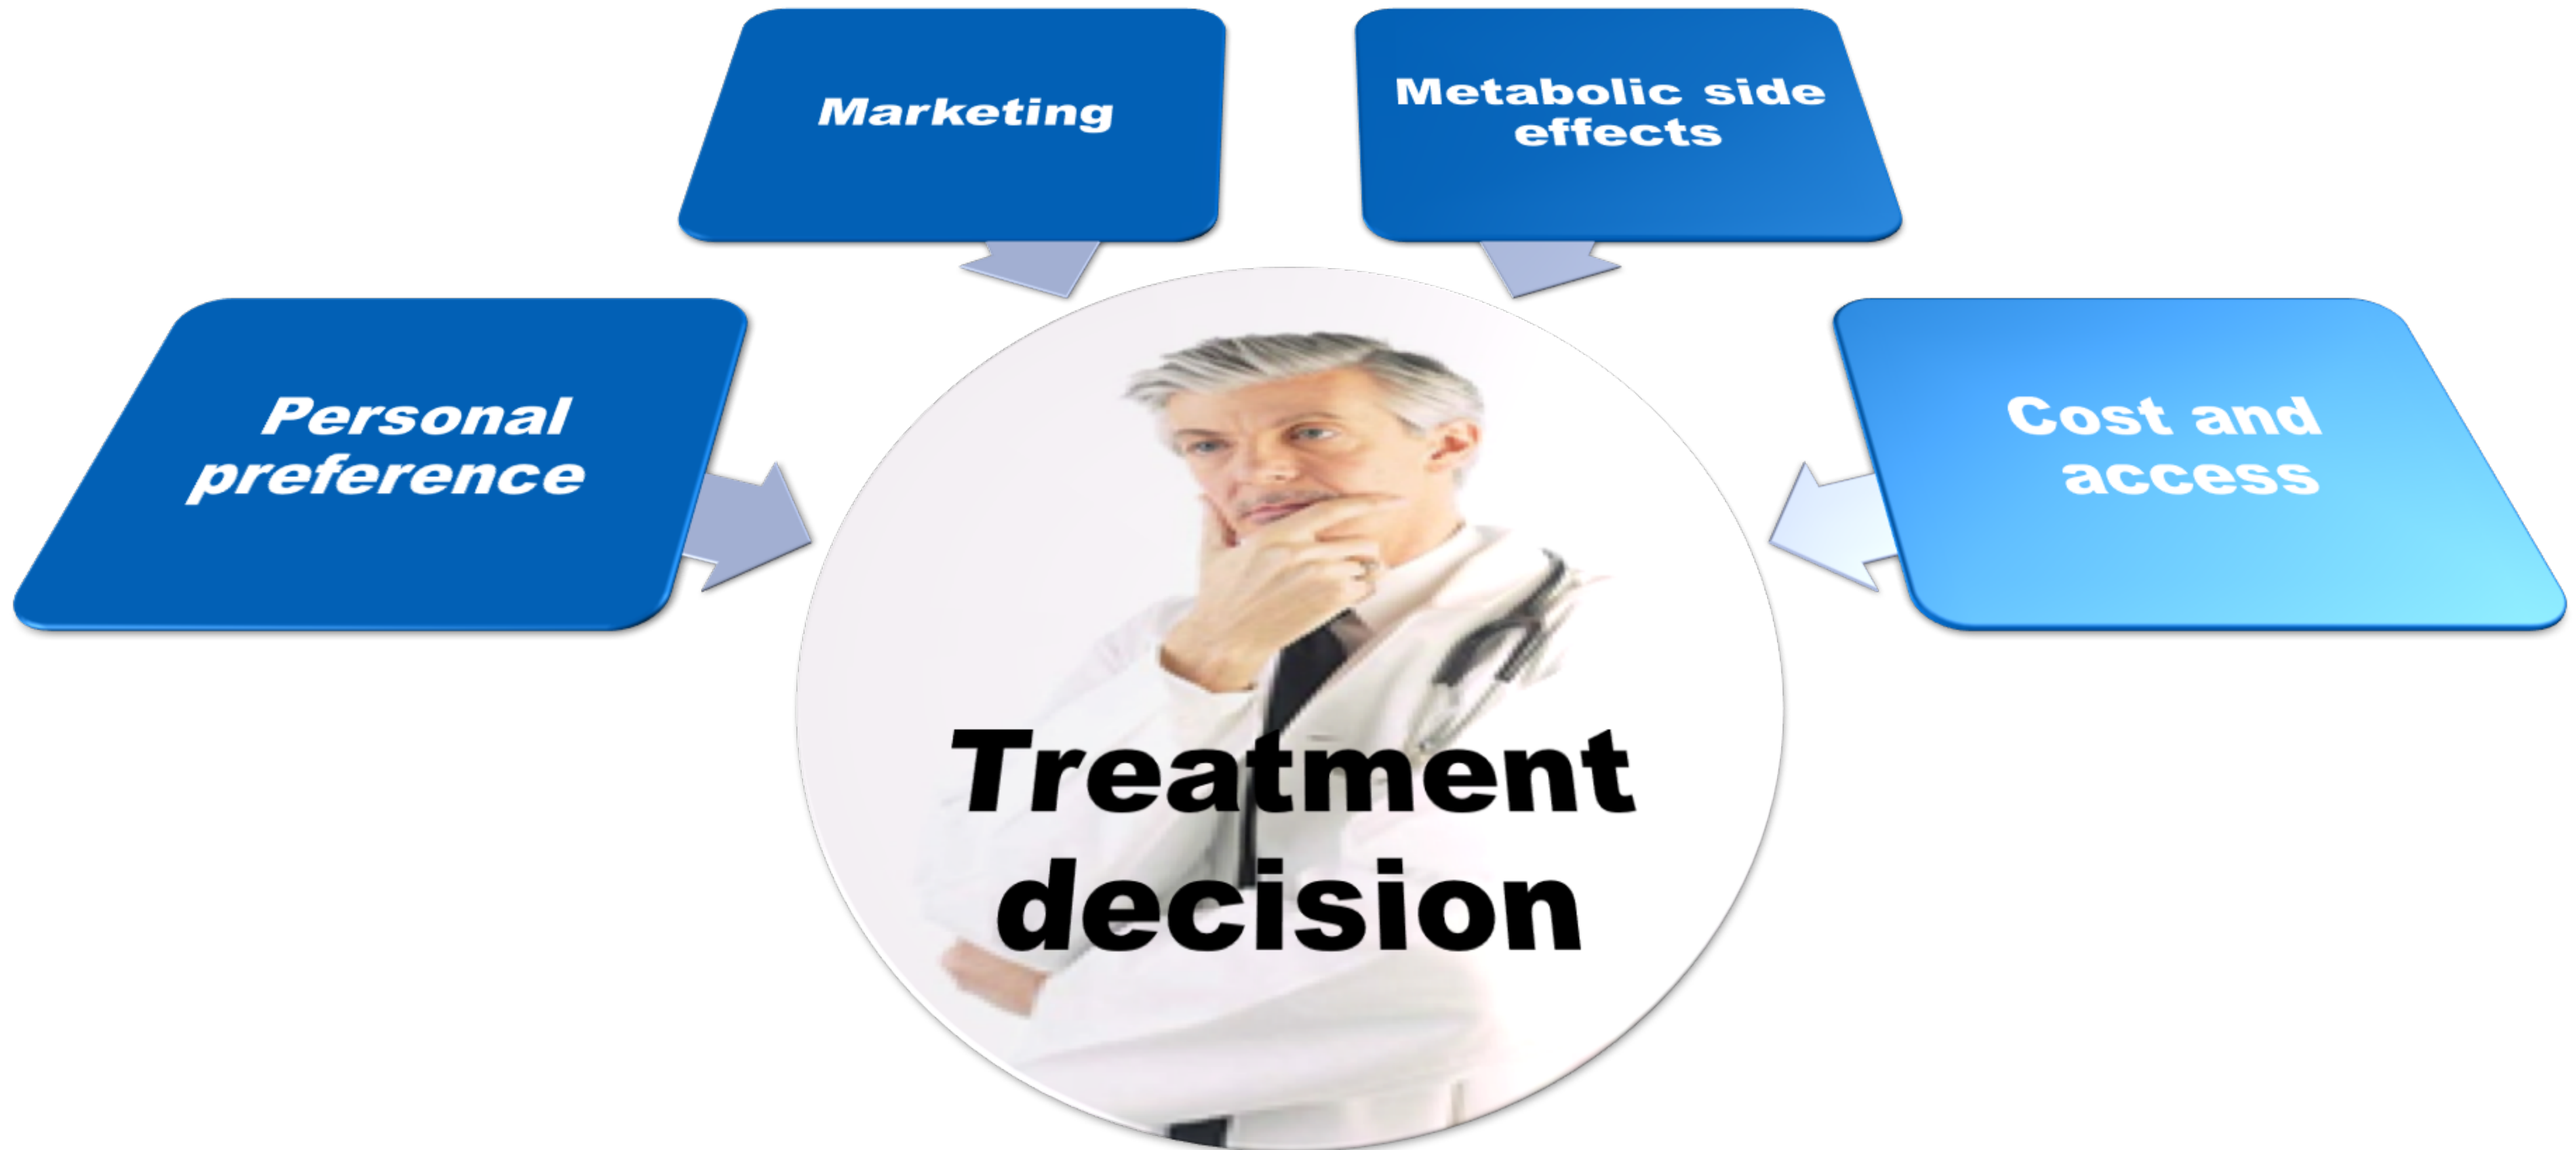 Marketing
Metabolic side
effects
Personal
preference
Cost and
access
Treatment
decision